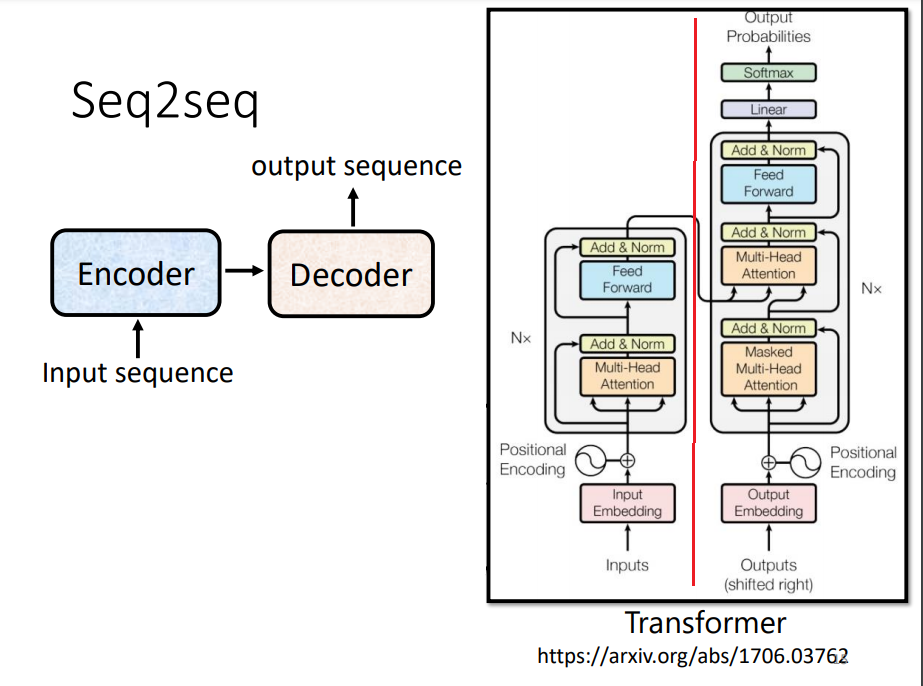 Seq2seq
output sequence
Encoder
Decoder
Input sequence
Output
Probabilities
Softmax
Linear
Add & Norm
Feed
Forward
Add & Norm
Multi-Head
Attention
Nx
Add & Norm
Masked
Multi-Head
Attention
Positional
Encoding
Output
Embedding
Outputs
(shifted right)
Add & Norm
Feed
Forward
Nx
Add & Norm
Multi-Head
Attention
Positional
Encoding
Input
Embedding
Inputs
Transformer
https://arxiv.org/abs/1706.03762